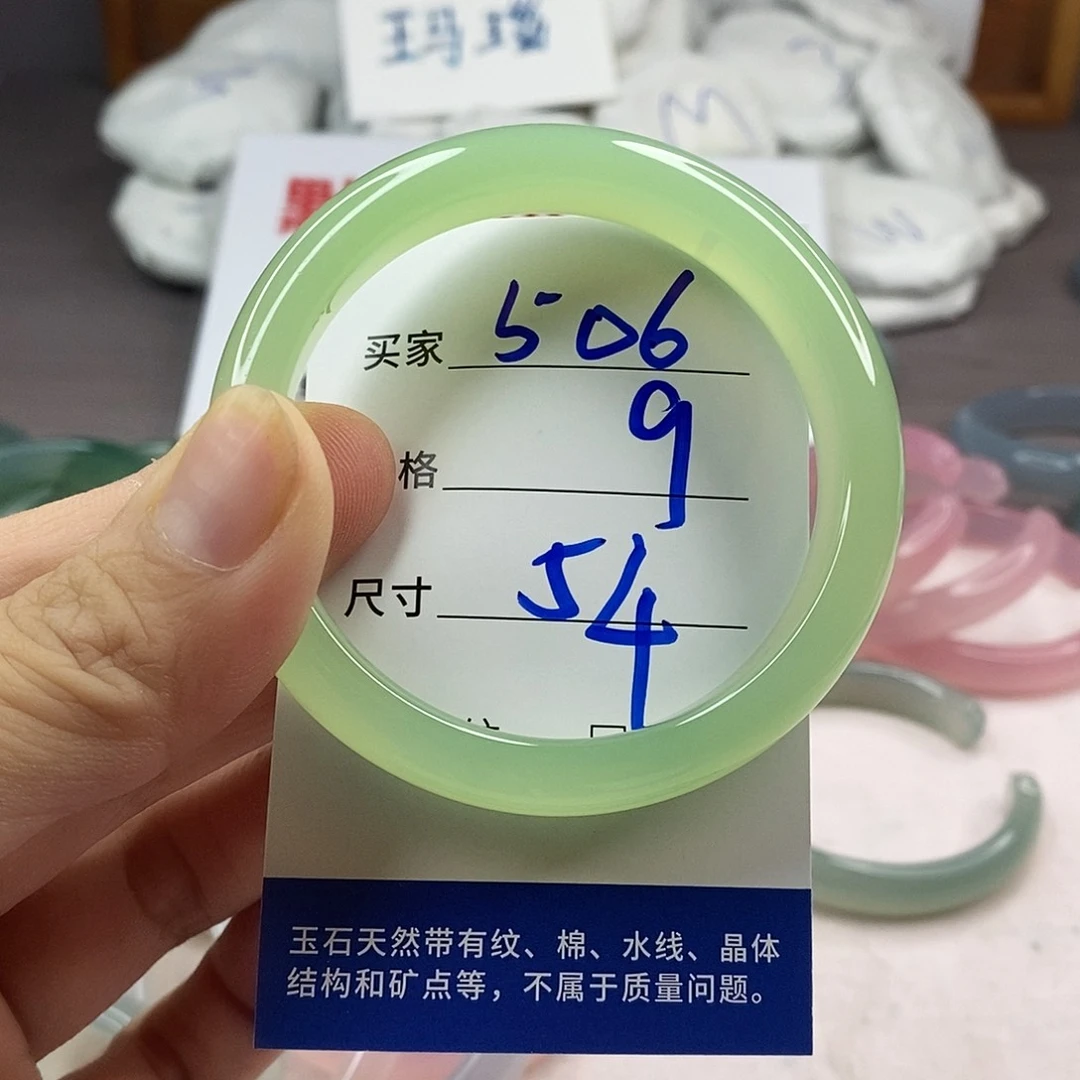 玛瑙
买家 506
格 9
尺寸 54
玉石天然带有纹、棉、水线、晶体
结构和矿点等，不属于质量问题。